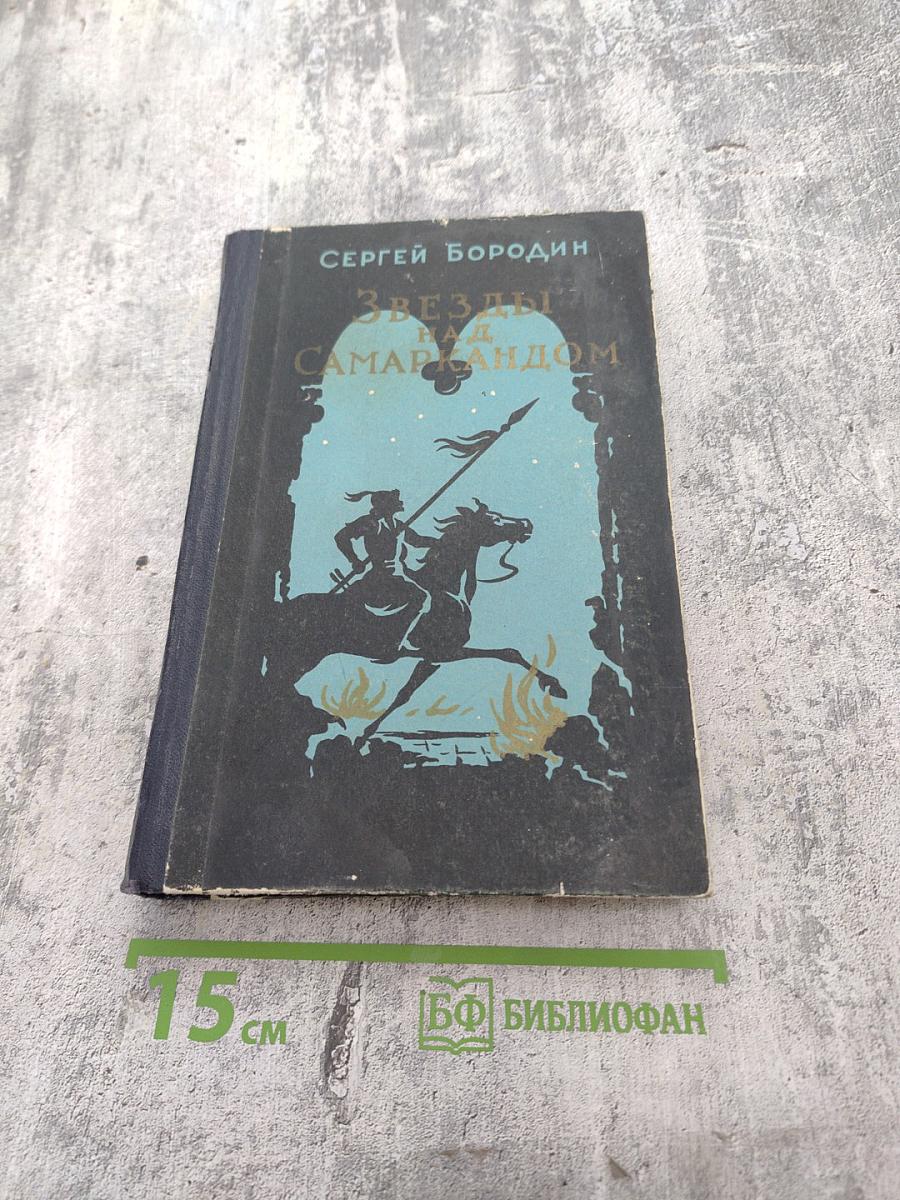 Сергей Бородин
Звезды
над
Самаркандом
15 см
БФ БИБЛИОФАН